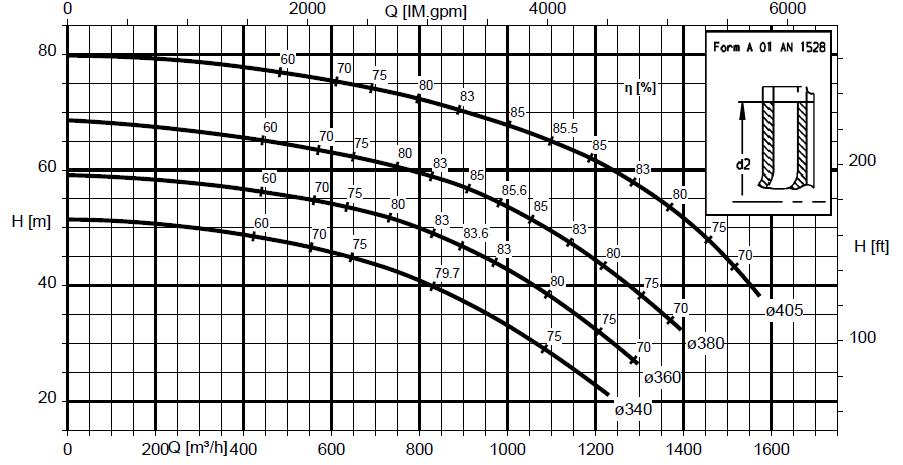 0 2000 Q [IM.gpm] 4000 6000
Form A 01 AN 1528
d2
η [%]
80
60
H [m]
40
20
200
H [ft]
100
60 70 75 80 83 85 85.5 85 83 80 75 70
ø405
60 70 75 80 83 85 85.6 85 83 80 75 70
ø380
60 70 75 80 83 83.6 83 80 75 70
ø360
60 70 75 79.7 75
ø340
0 200 Q [m³/h] 400 600 800 1000 1200 1400 1600